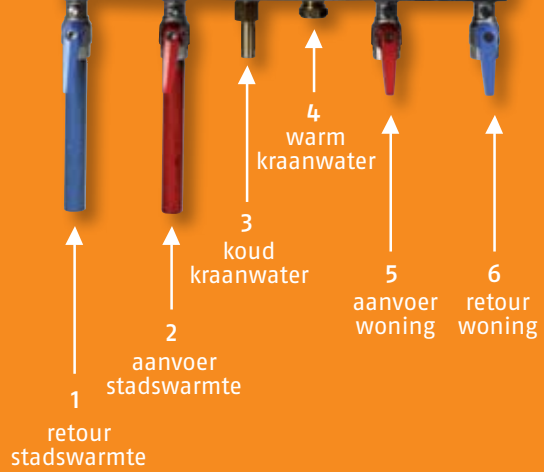 1
retour
stadswarmte
2
aanvoer
stadswarmte
3
koud
kraanwater
4
warm
kraanwater
5
aanvoer
woning
6
retour
woning